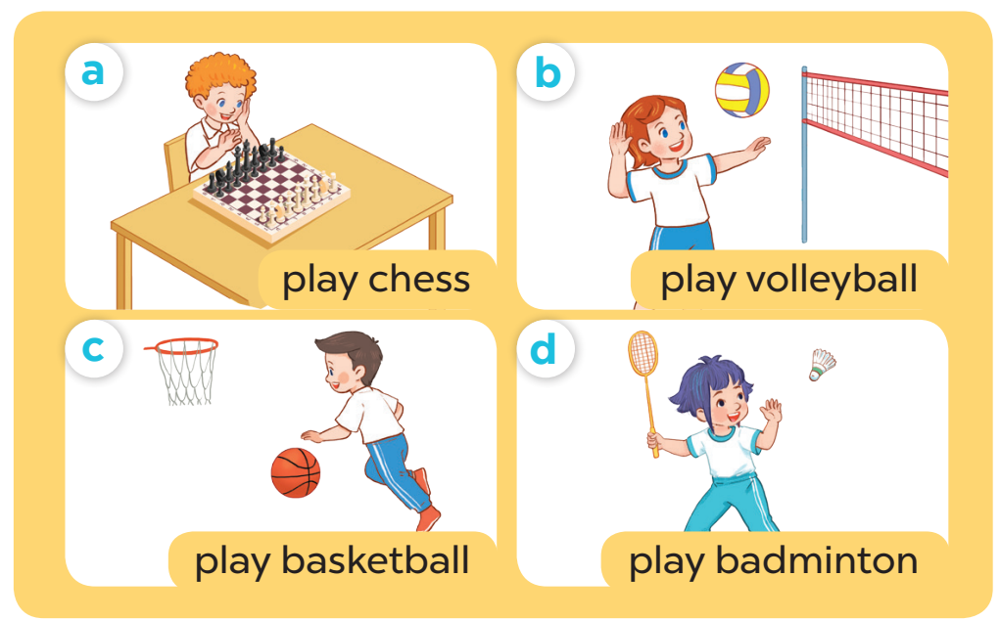 a
play chess
b
play volleyball
c
play basketball
d
play badminton